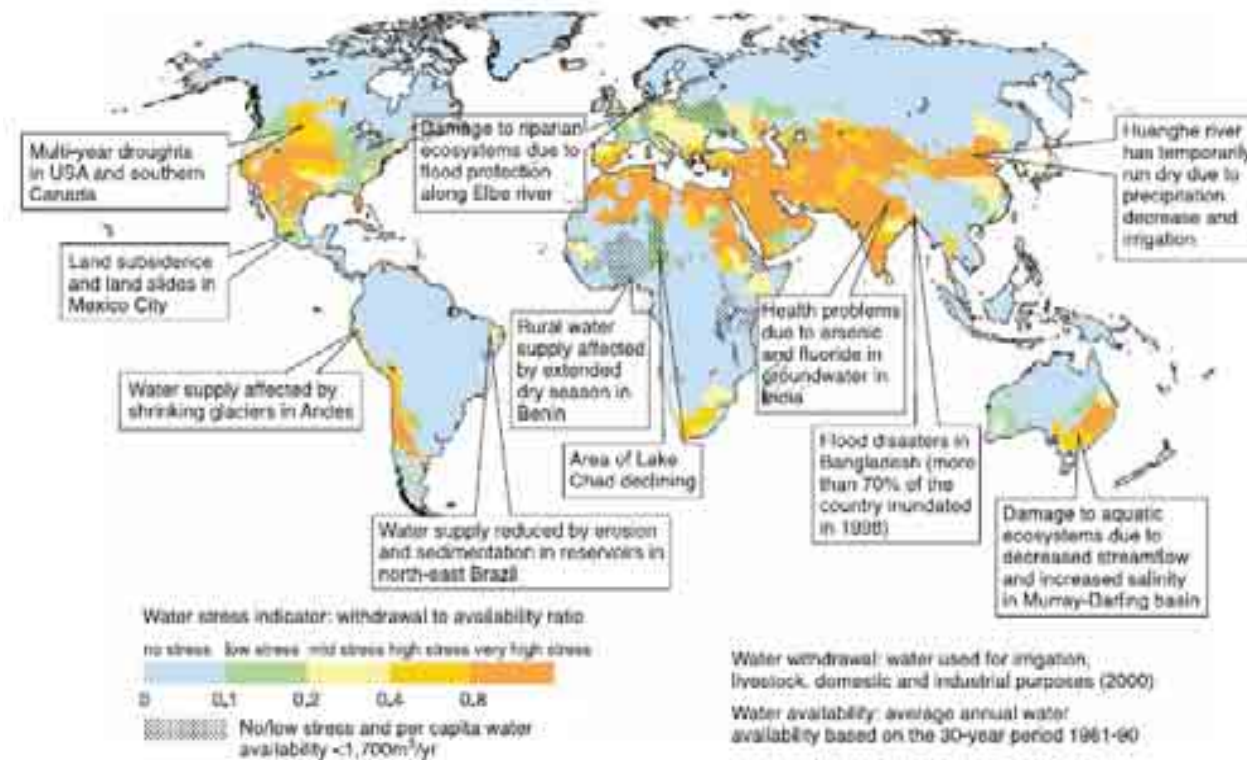 Multi-year droughts
in USA and southern
Canada
Damage to riparian
ecosystems due to
flood protection
along Elbe river
Huanghe river
has temporarily
run dry due to
precipitation
decrease and
irrigation
Land subsidence
and land slides in
Mexico City
Water supply affected by
shrinking glaciers in Andes
Rural water
supply affected
by extended
dry season in
Benin
Health problems
due to arsenic
and fluoride in
groundwater in
India
Area of Lake
Chad declining
Flood disasters in
Bangladesh (more
than 70% of the
country inundated
in 1998)
Water supply reduced by erosion
and sedimentation in reservoirs in
north-east Brazil
Damage to aquatic
ecosystems due to
decreased streamflow
and increased salinity
in Murray-Darling basin
Water stress indicator: withdrawal to availability ratio
no stress low stress mid stress high stress very high stress
0 0.1 0.2 0.4 0.8
No/low stress and per capita water
availability <1,700m³/yr
Water withdrawal: water used for irrigation,
livestock, domestic and industrial purposes (2000)
Water availability: average annual water
availability based on the 30-year period 1961-90